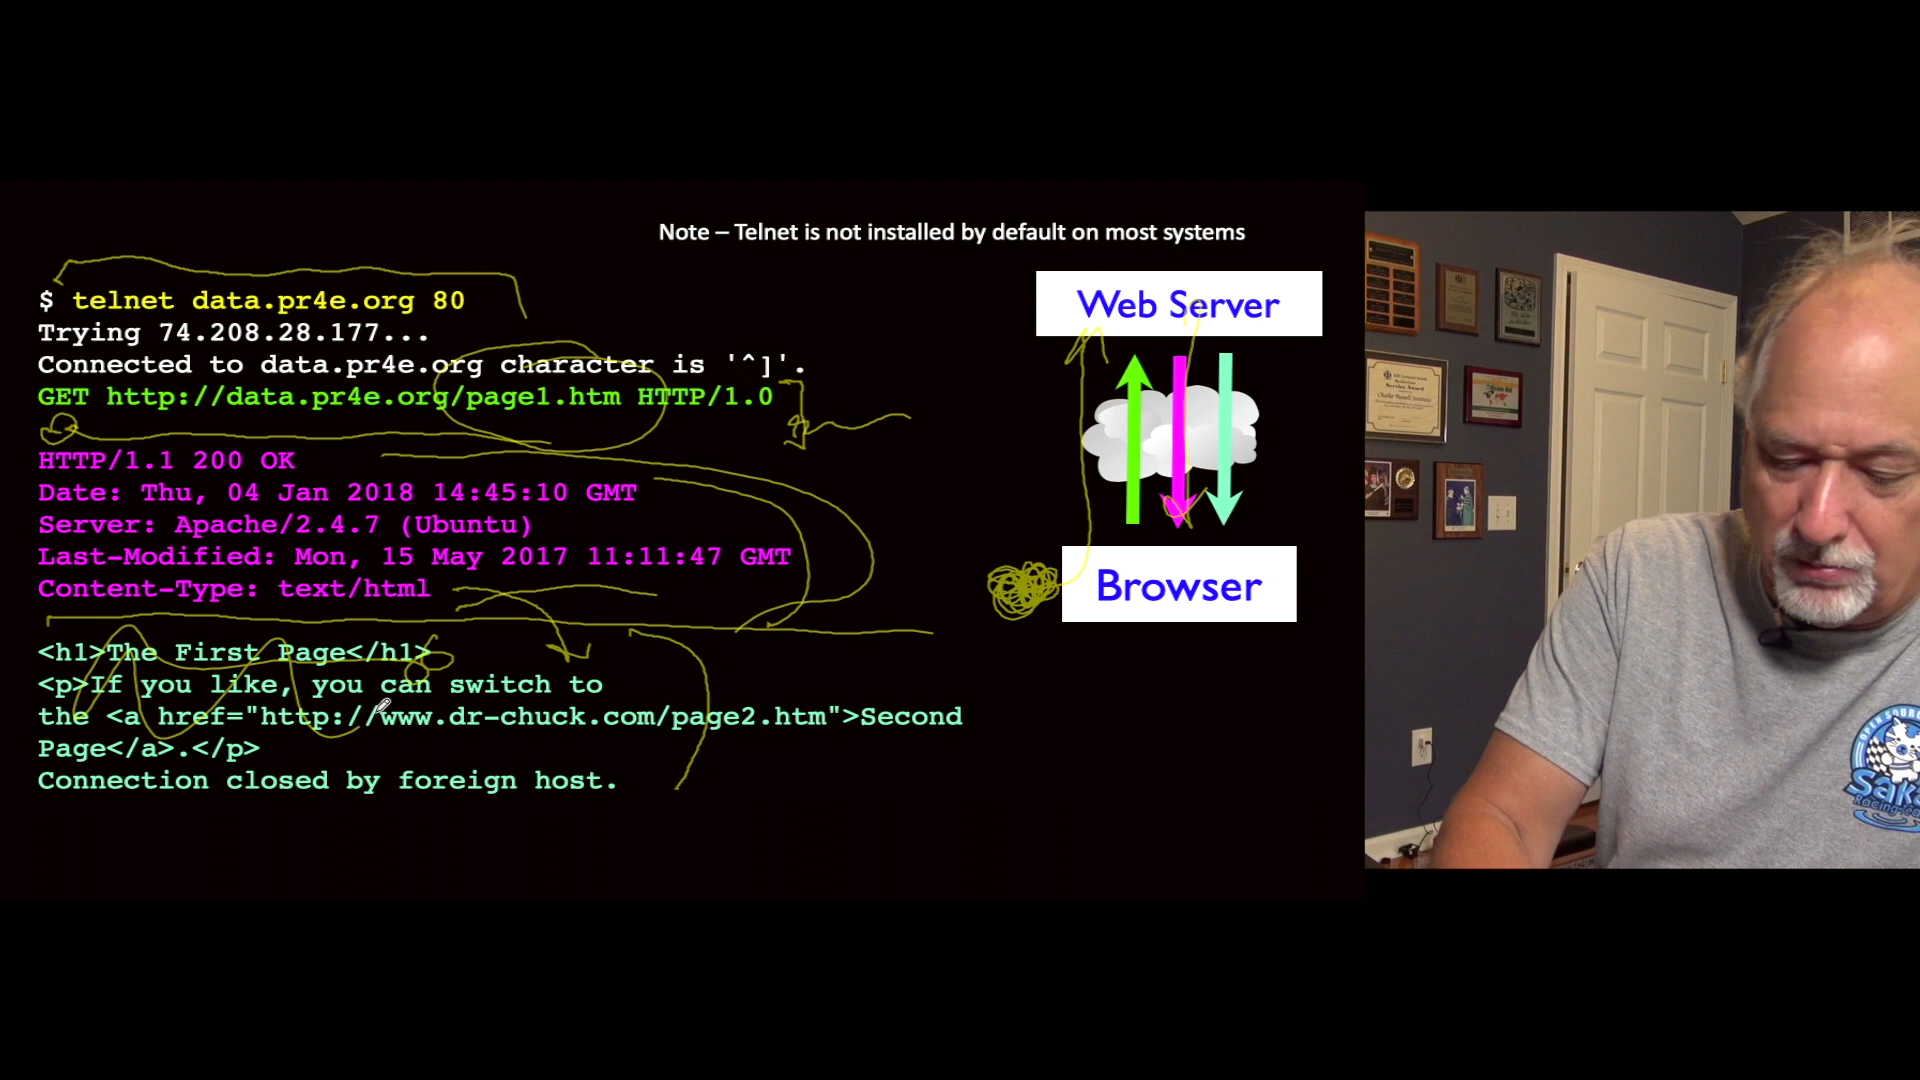 Note – Telnet is not installed by default on most systems
$ telnet data.pr4e.org 80
Trying 74.208.28.177...
Connected to data.pr4e.org character is '^]'.
GET http://data.pr4e.org/page1.htm HTTP/1.0
HTTP/1.1 200 OK
Date: Thu, 04 Jan 2018 14:45:10 GMT
Server: Apache/2.4.7 (Ubuntu)
Last-Modified: Mon, 15 May 2017 11:11:47 GMT
Content-Type: text/html
<h1>The First Page</h1>
<p>If you like, you can switch to
the <a href="http://www.dr-chuck.com/page2.htm">Second
Page</a>.</p>
Connection closed by foreign host.
Web Server
Browser